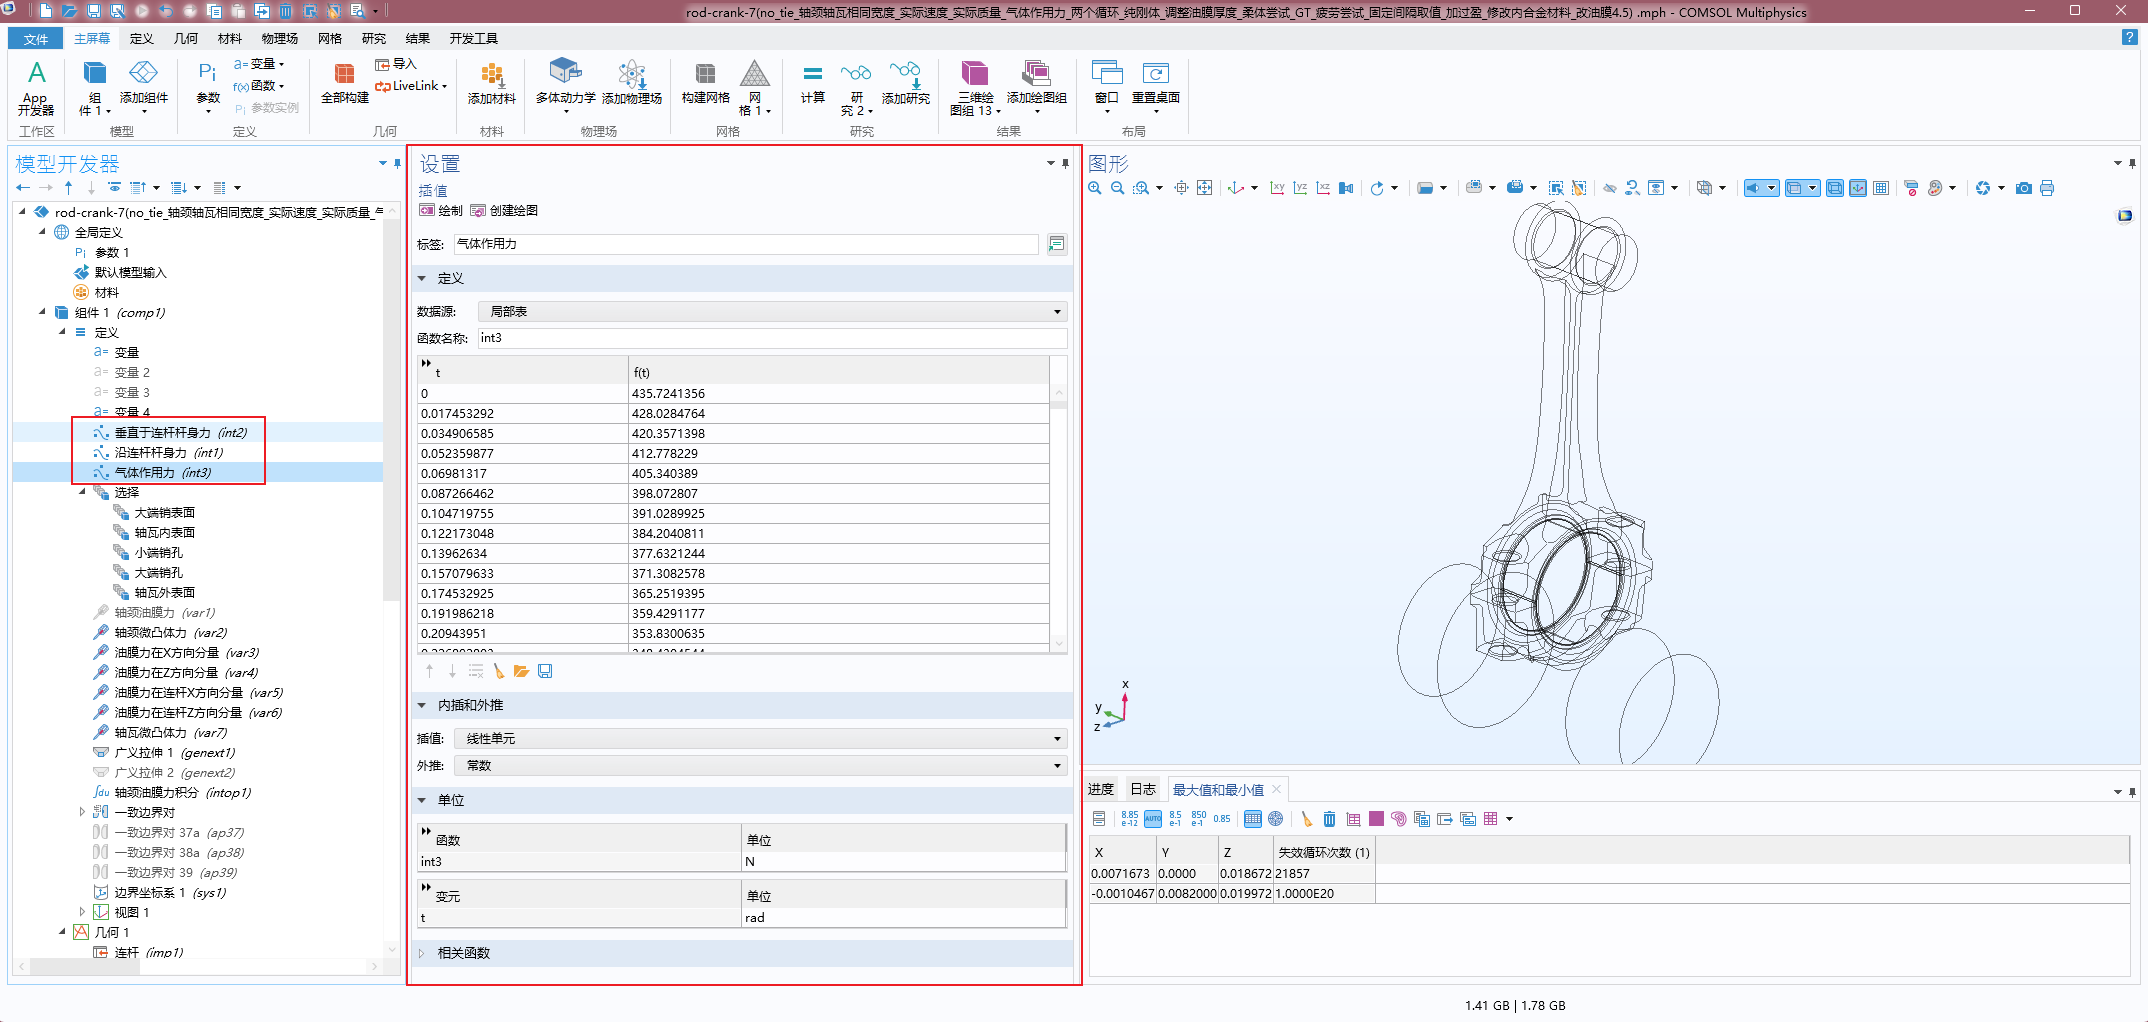 rod-crank-7(no_tie_轴颈轴瓦相同宽度_实际速度_实际质量_气体作用力_两个循环_纯刚体_调整油膜厚度_柔体尝试_GT_疲劳尝试_固定间隔取值_加过盈_修改内合金材料_改油膜4.5) .mph - COMSOL Multiphysics
文件 主屏幕 定义 几何 材料 物理场 网格 研究 结果 开发工具
App 开发器
工作区
组件 1
添加组件
模型
Pi 参数
a= 变量
f(x) 函数
Pi 参数实例
定义
全部构建
导入
LiveLink
几何
添加材料
材料
多体动力学
添加物理场
物理场
构建网格
网格 1
网格
计算
研究 2
添加研究
研究
三维绘图组 13
添加绘图组
结果
窗口
重置桌面
布局
模型开发器
rod-crank-7(no_tie_轴颈轴瓦相同宽度_实际速度_实际质量_气
全局定义
Pi 参数 1
默认模型输入
材料
组件 1 (comp1)
定义
a= 变量
a= 变量 2
a= 变量 3
a= 变量 4
垂直于连杆杆身力 (int2)
沿连杆杆身力 (int1)
气体作用力 (int3)
选择
大端销表面
轴瓦内表面
小端销孔
大端销孔
轴瓦外表面
轴颈油膜力 (var1)
轴颈微凸体力 (var2)
油膜力在X方向分量 (var3)
油膜力在Z方向分量 (var4)
油膜力在连杆X方向分量 (var5)
油膜力在连杆Z方向分量 (var6)
轴瓦微凸体力 (var7)
广义拉伸 1 (genext1)
广义拉伸 2 (genext2)
∫du 轴颈油膜力积分 (intop1)
一致边界对
一致边界对 37a (ap37)
一致边界对 38a (ap38)
一致边界对 39 (ap39)
边界坐标系 1 (sys1)
视图 1
几何 1
连杆 (imp1)
设置
插值
绘制 创建绘图
标签: 气体作用力
定义
数据源: 局部表
函数名称: int3
t f(t)
0 435.7241356
0.017453292 428.0284764
0.034906585 420.3571398
0.052359877 412.778229
0.06981317 405.340389
0.087266462 398.072807
0.104719755 391.0289925
0.122173048 384.2040811
0.13962634 377.6321244
0.157079633 371.3082578
0.174532925 365.2519395
0.191986218 359.4291177
0.20943951 353.8300635
内插和外推
插值: 线性单元
外推: 常数
单位
函数 单位
int3 N
变元 单位
t rad
相关函数
图形
xy yz xz
x
y
z
进度 日志 最大值和最小值
8.85 e-12 AUTO 8.5 e-1 850 e-1 0.85
X Y Z 失效循环次数 (1)
0.0071673 0.0000 0.018672 21857
-0.0010467 0.0082000 0.019972 1.0000E20
1.41 GB | 1.78 GB